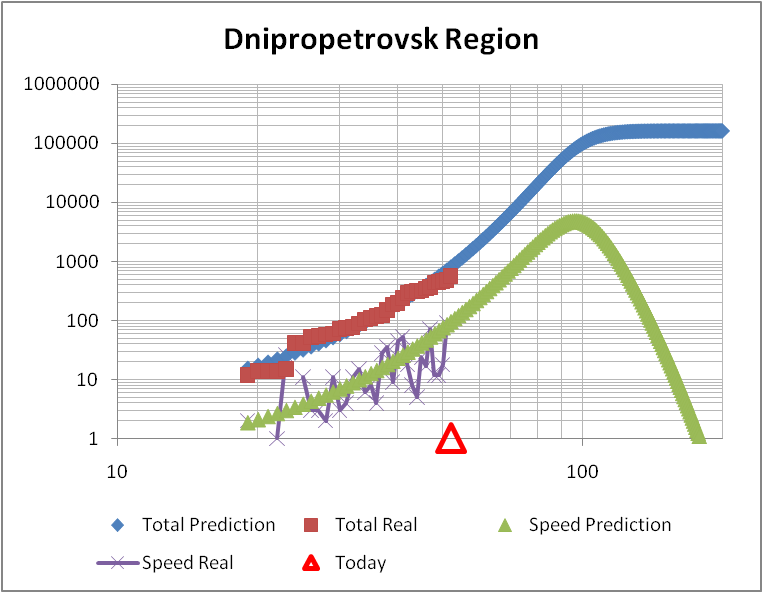 Dnipropetrovsk Region
1000000
100000
10000
1000
100
10
1
10 100
Total Prediction Total Real Speed Prediction
Speed Real Today